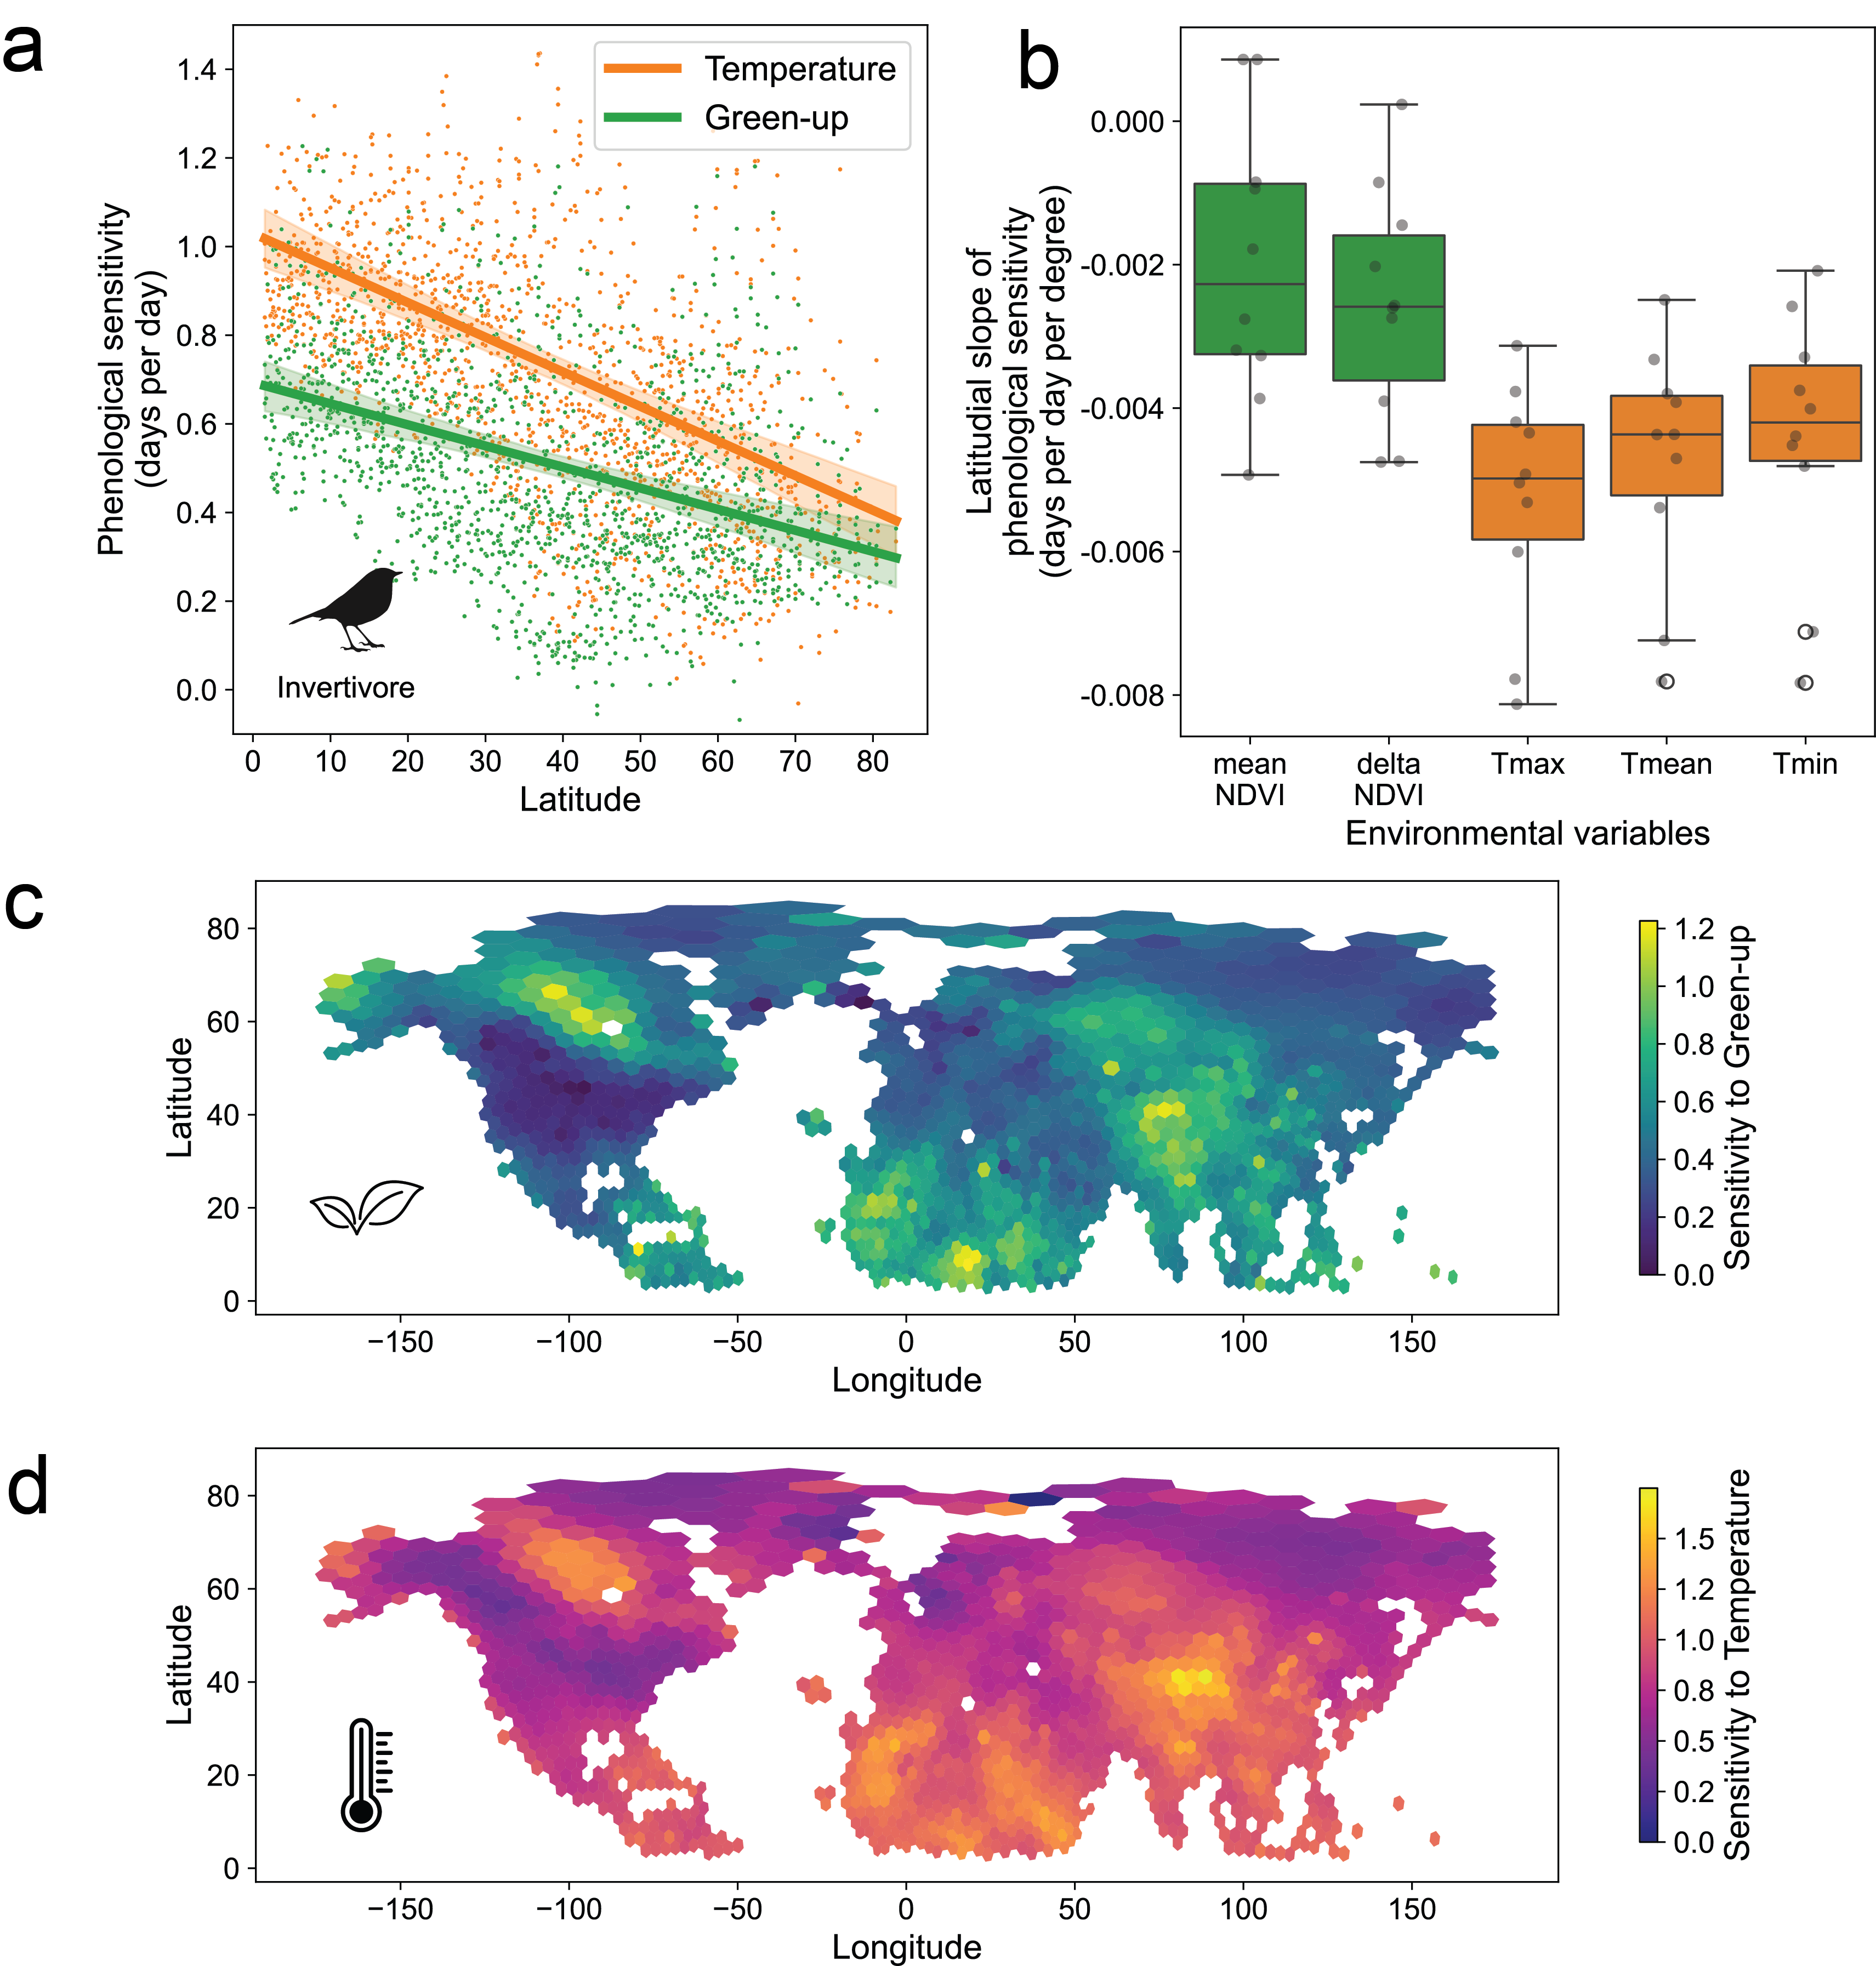 a
1.4
1.2
1.0
0.8
0.6
0.4
0.2
0.0
Phenological sensitivity
(days per day)
Temperature
Green-up
Invertivore
0 10 20 30 40 50 60 70 80
Latitude
b
0.000
-0.002
-0.004
-0.006
-0.008
Latitudial slope of
phenological sensitivity
(days per day per degree)
mean
NDVI
delta
NDVI
Tmax
Tmean
Tmin
Environmental variables
c
80
60
40
20
0
Latitude
−150 −100 −50 0 50 100 150
Longitude
1.2
1.0
0.8
0.6
0.4
0.2
0.0
Sensitivity to Green-up
d
80
60
40
20
0
Latitude
−150 −100 −50 0 50 100 150
Longitude
1.5
1.2
1.0
0.8
0.5
0.2
0.0
Sensitivity to Temperature